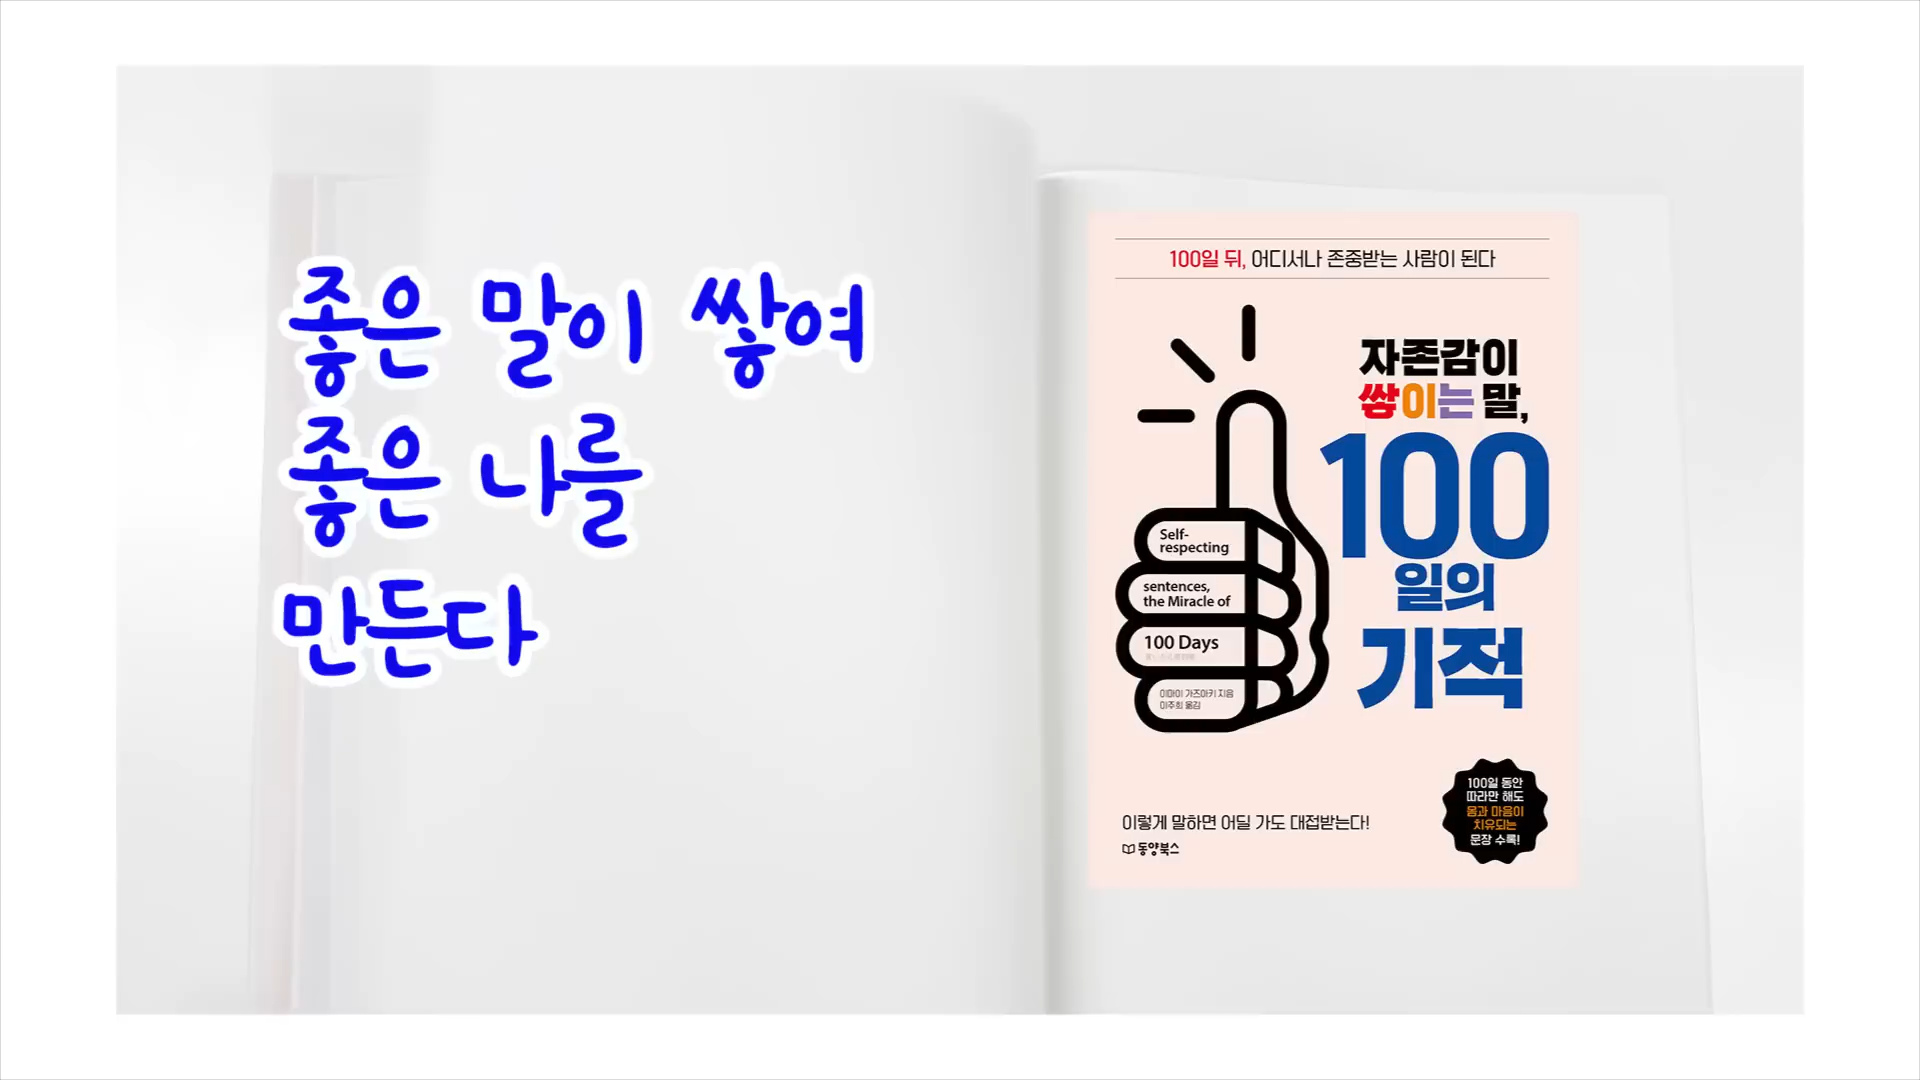 좋은 말이 쌓여
좋은 나를
만든다
100일 뒤, 어디서나 존중받는 사람이 된다
자존감이
쌓이는 말,
100
일의
기적
Self-
respecting
sentences,
the Miracle of
100 Days
이마이 가즈아키 지음
이주희 옮김
이렇게 말하면 어딜 가도 대접받는다!
동양북스
100일 동안
따라만 해도
몸과 마음이
치유되는
문장 수록!